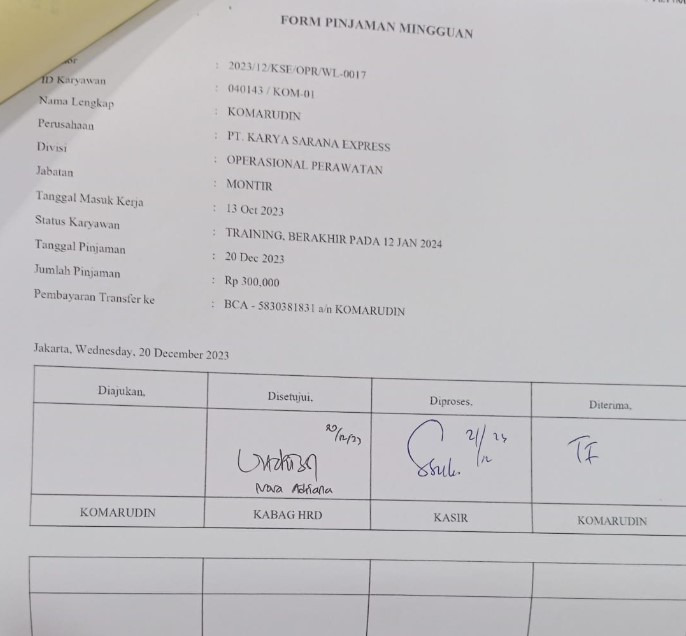 FORM PINJAMAN MINGGUAN
: 2023/12/KSE/OPR/WL-0017
ID Karyawan : 040143 / KOM-01
Nama Lengkap : KOMARUDIN
Perusahaan : PT. KARYA SARANA EXPRESS
Divisi : OPERASIONAL PERAWATAN
Jabatan : MONTIR
Tanggal Masuk Kerja : 13 Oct 2023
Status Karyawan : TRAINING, BERAKHIR PADA 12 JAN 2024
Tanggal Pinjaman : 20 Dec 2023
Jumlah Pinjaman : Rp 300,000
Pembayaran Transfer ke : BCA - 5830381831 a/n KOMARUDIN
Jakarta, Wednesday, 20 December 2023
Diajukan, Disetujui, Diproses, Diterima,
20/12/23 21/12 23 TF
Nova Adriana
KOMARUDIN KABAG HRD KASIR KOMARUDIN